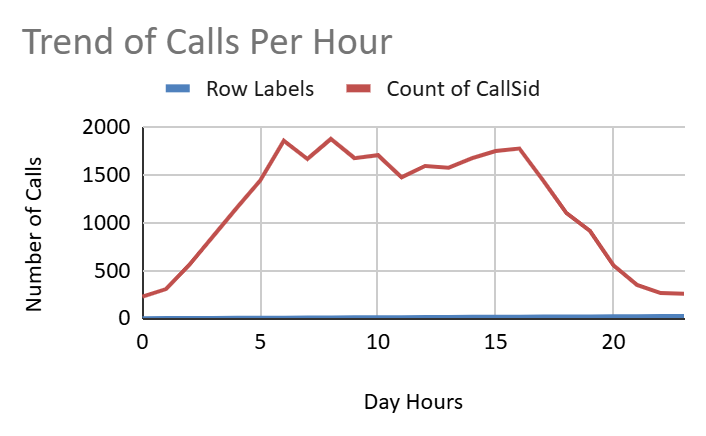 Trend of Calls Per Hour
Row Labels Count of CallSid
Number of Calls
2000
1500
1000
500
0
0 5 10 15 20
Day Hours